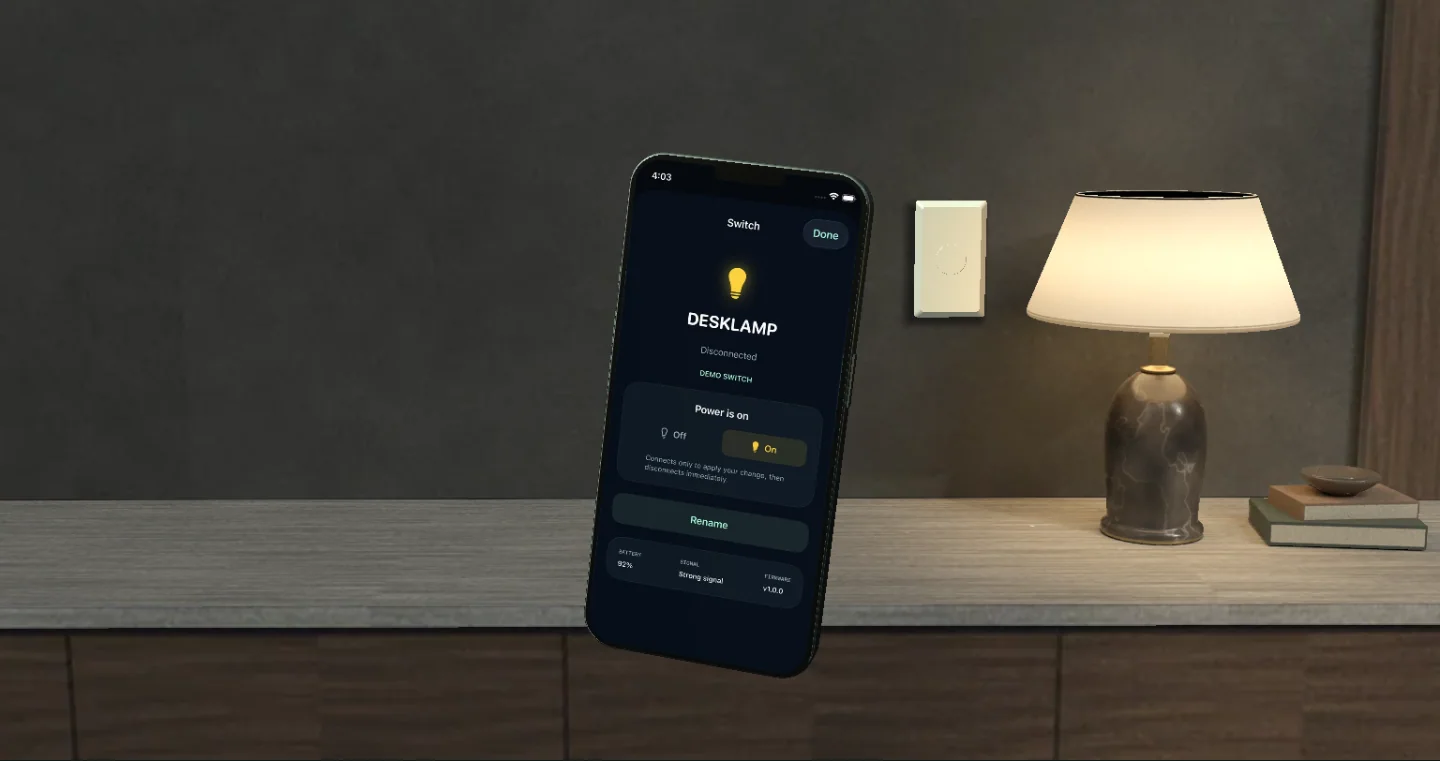 4:03
Switch
Done
DESKLAMP
Disconnected
DEMO SWITCH
Power is on
Off
On
Connects only to apply your change, then
disconnects immediately.
Rename
BATTERY
SIGNAL
FIRMWARE
92%
Strong signal
v1.0.0